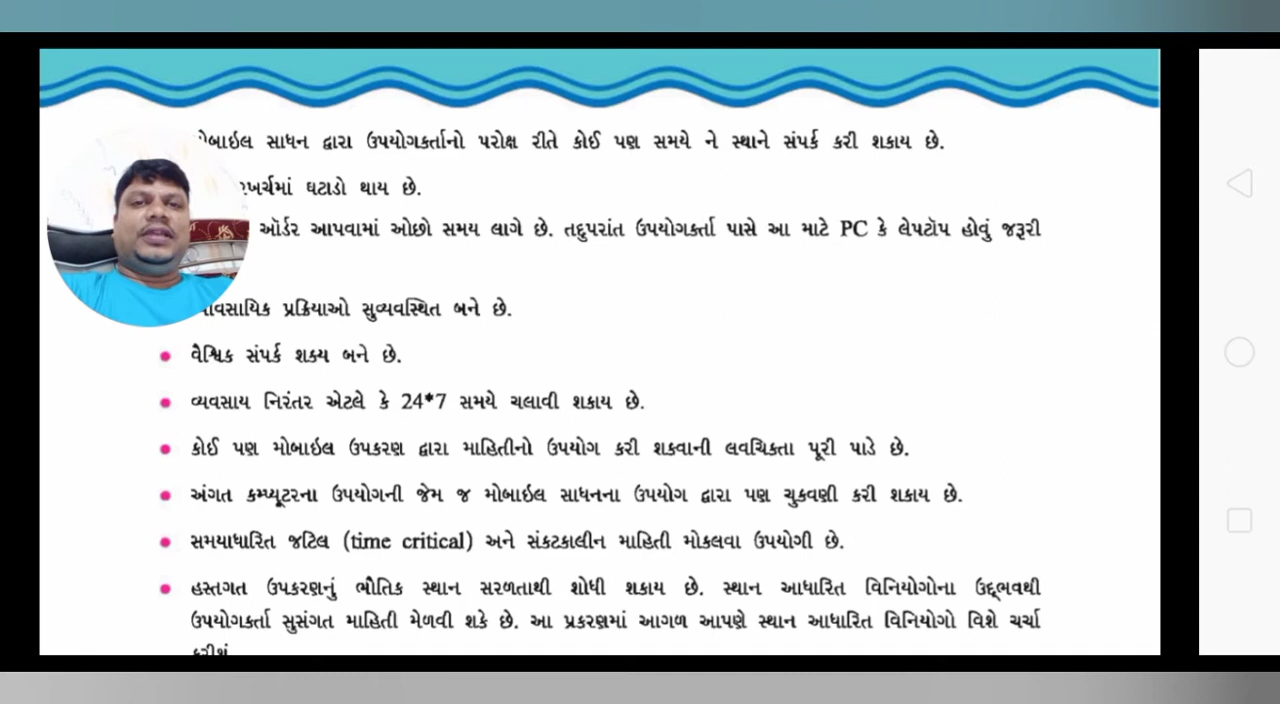 સાધન દ્વારા ઉપયોગકર્તાનો પરોક્ષ રીતે કોઈ પણ સમયે ને સ્થાને સંપર્ક કરી શકાય છે.
ઘટાડો થાય છે.
ઑર્ડર આપવામાં ઓછો સમય લાગે છે. તદુપરાંત ઉપયોગકર્તા પાસે આ માટે PC કે લેપટૉપ હોવું જરૂરી
પ્રક્રિયાઓ સુવ્યવસ્થિત બને છે.
• વૈશ્વિક સંપર્ક શક્ય બને છે.
• વ્યવસાય નિરંતર એટલે કે 24*7 સમયે ચલાવી શકાય છે.
• કોઈ પણ મોબાઇલ ઉપકરણ દ્વારા માહિતીનો ઉપયોગ કરી શકવાની લવચિકતા પૂરી પાડે છે.
• અંગત કમ્પ્યૂટરના ઉપયોગની જેમ જ મોબાઇલ સાધનના ઉપયોગ દ્વારા પણ ચુકવણી કરી શકાય છે.
• સમયાધારિત જટિલ (time critical) અને સંકટકાલીન માહિતી મોકલવા ઉપયોગી છે.
• હસ્તગત ઉપકરણનું ભૌતિક સ્થાન સરળતાથી શોધી શકાય છે. સ્થાન આધારિત વિનિયોગોના ઉદ્દ્ભવથી
ઉપયોગકર્તા સુસંગત માહિતી મેળવી શકે છે. આ પ્રકરણમાં આગળ આપણે સ્થાન આધારિત વિનિયોગો વિશે ચર્ચા